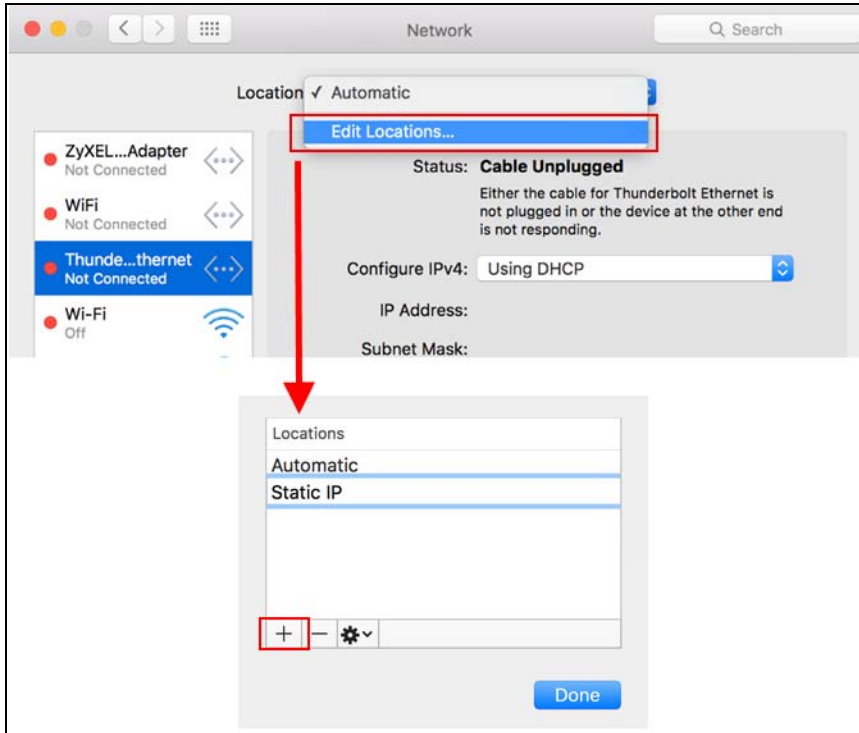 Network
Search
Location
✓ Automatic
Edit Locations...
ZyXEL...Adapter
Not Connected
WiFi
Not Connected
Thunde...thernet
Not Connected
Wi-Fi
Off
Status: Cable Unplugged
Either the cable for Thunderbolt Ethernet is
not plugged in or the device at the other end
is not responding.
Configure IPv4: Using DHCP
IP Address:
Subnet Mask:
Locations
Automatic
Static IP
Done